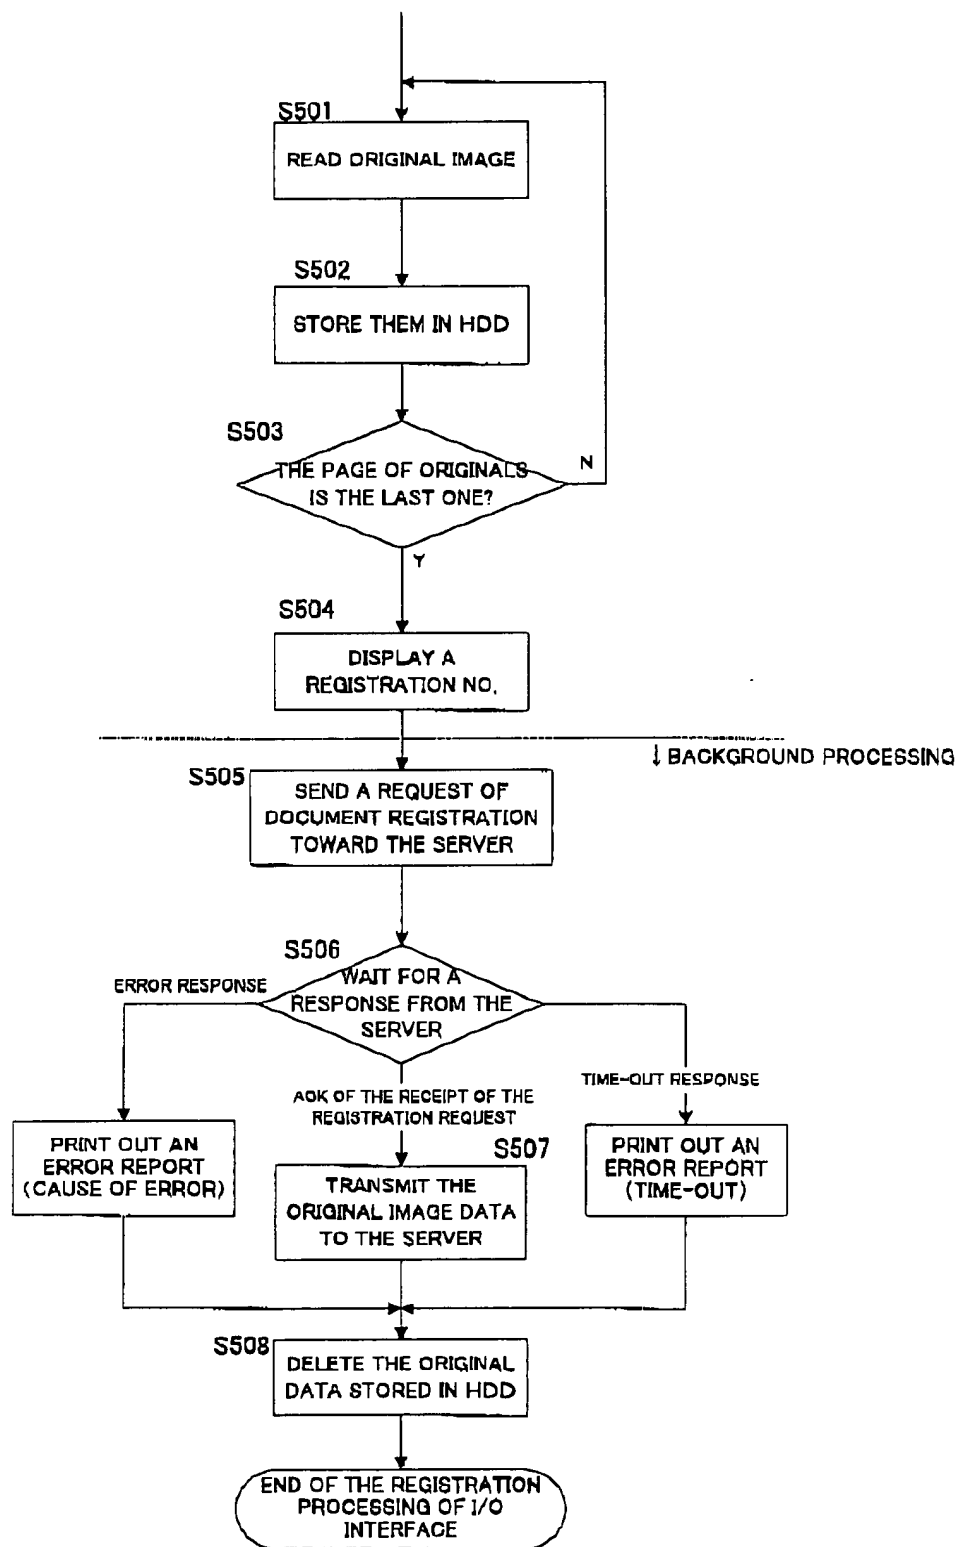 S501
READ ORIGINAL IMAGE
S502
STORE THEM IN HDD
S503
THE PAGE OF ORIGINALS
IS THE LAST ONE?
N
Y
S504
DISPLAY A
REGISTRATION NO.
↓ BACKGROUND PROCESSING
S505
SEND A REQUEST OF
DOCUMENT REGISTRATION
TOWARD THE SERVER
S506
WAIT FOR A
RESPONSE FROM THE
SERVER
ERROR RESPONSE
ACK OF THE RECEIPT OF THE
REGISTRATION REQUEST
TIME-OUT RESPONSE
PRINT OUT AN
ERROR REPORT
(CAUSE OF ERROR)
S507
TRANSMIT THE
ORIGINAL IMAGE DATA
TO THE SERVER
PRINT OUT AN
ERROR REPORT
(TIME-OUT)
S508
DELETE THE ORIGINAL
DATA STORED IN HDD
END OF THE REGISTRATION
PROCESSING OF I/O
INTERFACE